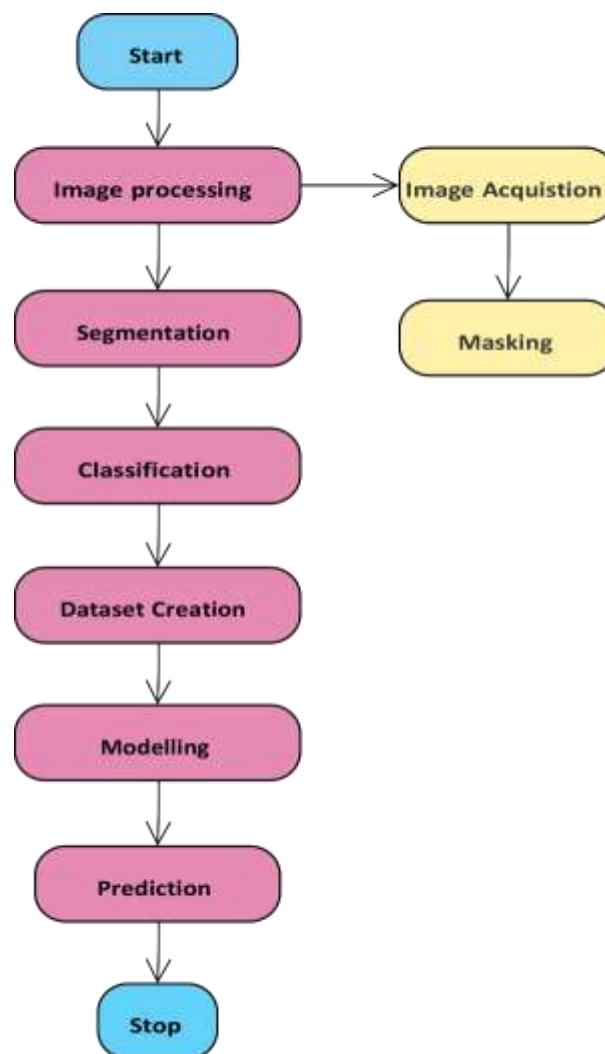 Start
Image processing
Image Acquistion
Segmentation
Masking
Classification
Dataset Creation
Modelling
Prediction
Stop